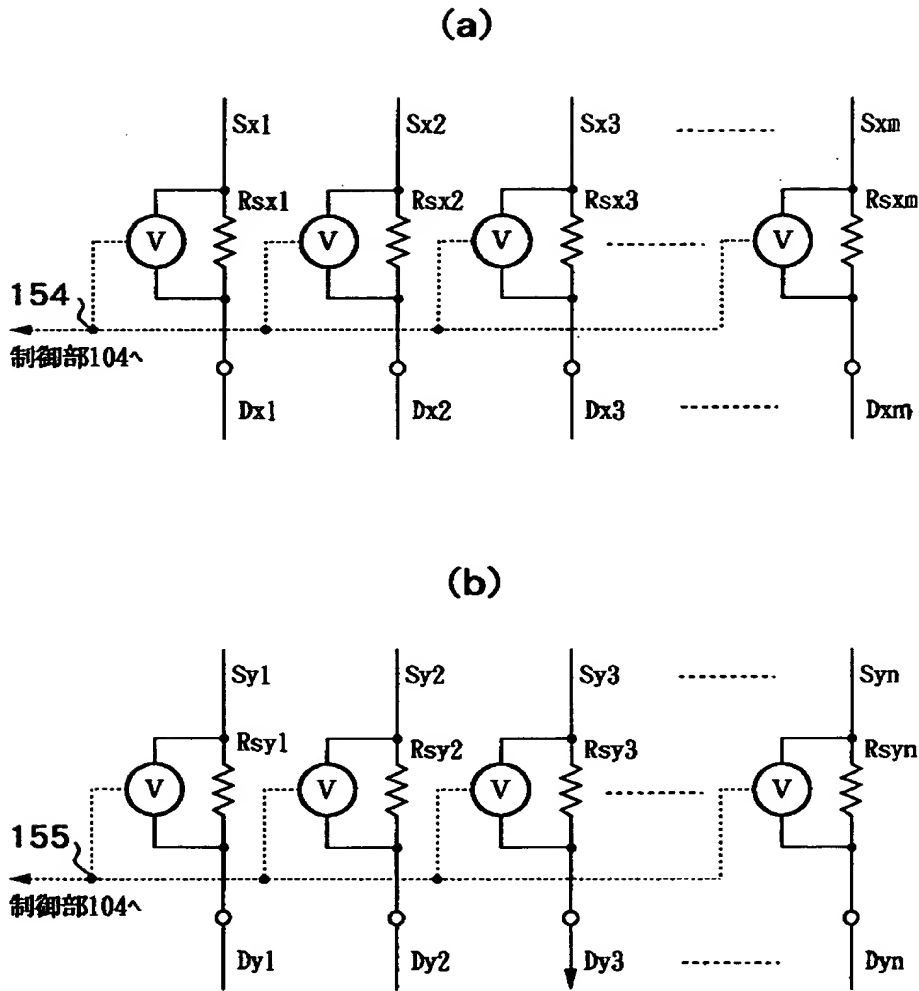 (a)
Sx1 Sx2 Sx3 Sxm
Rsx1 Rsx2 Rsx3 Rsxm
V V V V
154
制御部104へ
Dx1 Dx2 Dx3 Dxm
(b)
Sy1 Sy2 Sy3 Syn
Rsy1 Rsy2 Rsy3 Rsyn
V V V V
155
制御部104へ
Dy1 Dy2 Dy3 Dyn